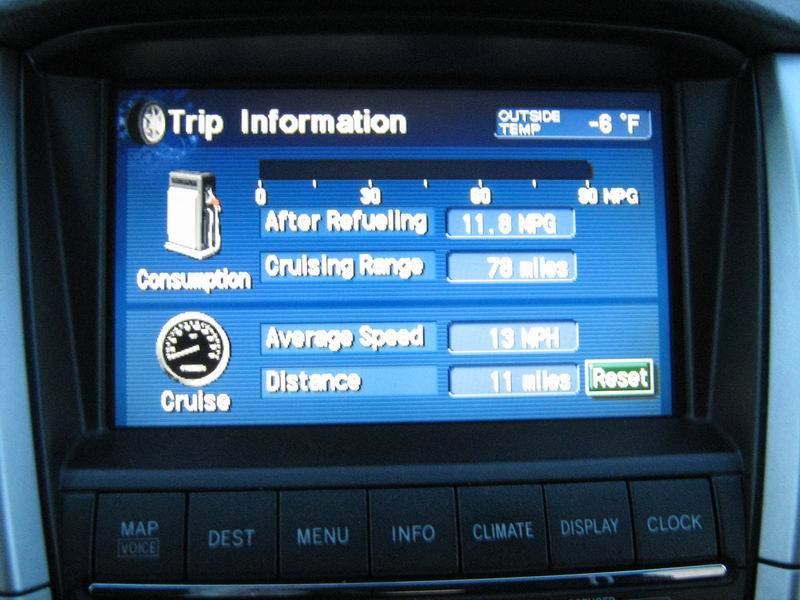 Trip Information
OUTSIDE TEMP -6 °F
0 30 60 90 MPG
After Refueling 11.8 MPG
Cruising Range 78 miles
Consumption
Average Speed 13 MPH
Distance 11 miles Reset
Cruise
MAP DEST MENU INFO CLIMATE DISPLAY CLOCK
VOICE